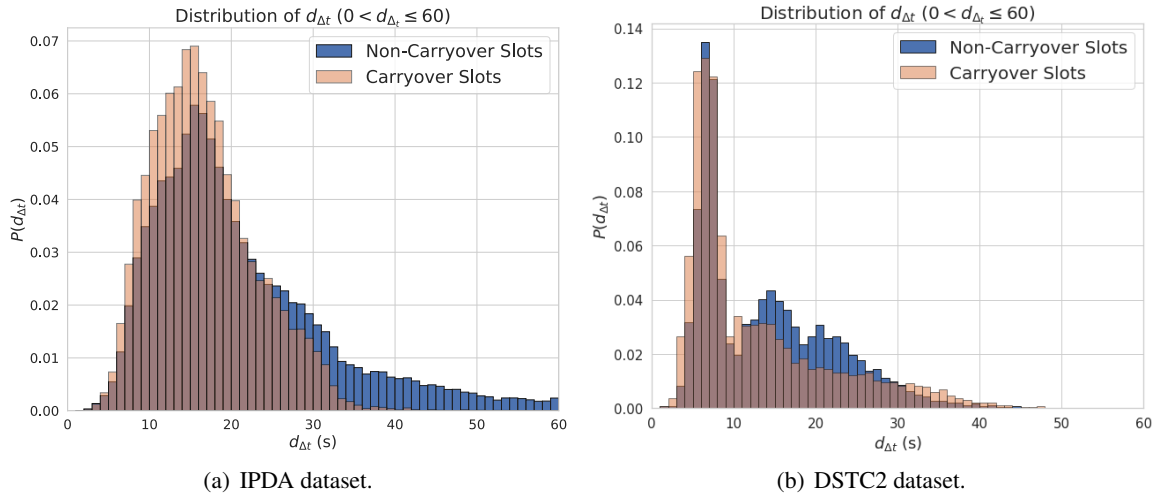 Distribution of d_Δt (0 < d_Δt ≤ 60)
Non-Carryover Slots
Carryover Slots
P(d_Δt)
0.07
0.06
0.05
0.04
0.03
0.02
0.01
0.00
0 10 20 30 40 50 60
d_Δt (s)
(a) IPDA dataset.
Distribution of d_Δt (0 < d_Δt ≤ 60)
Non-Carryover Slots
Carryover Slots
P(d_Δt)
0.14
0.12
0.10
0.08
0.06
0.04
0.02
0.00
0 10 20 30 40 50 60
d_Δt (s)
(b) DSTC2 dataset.